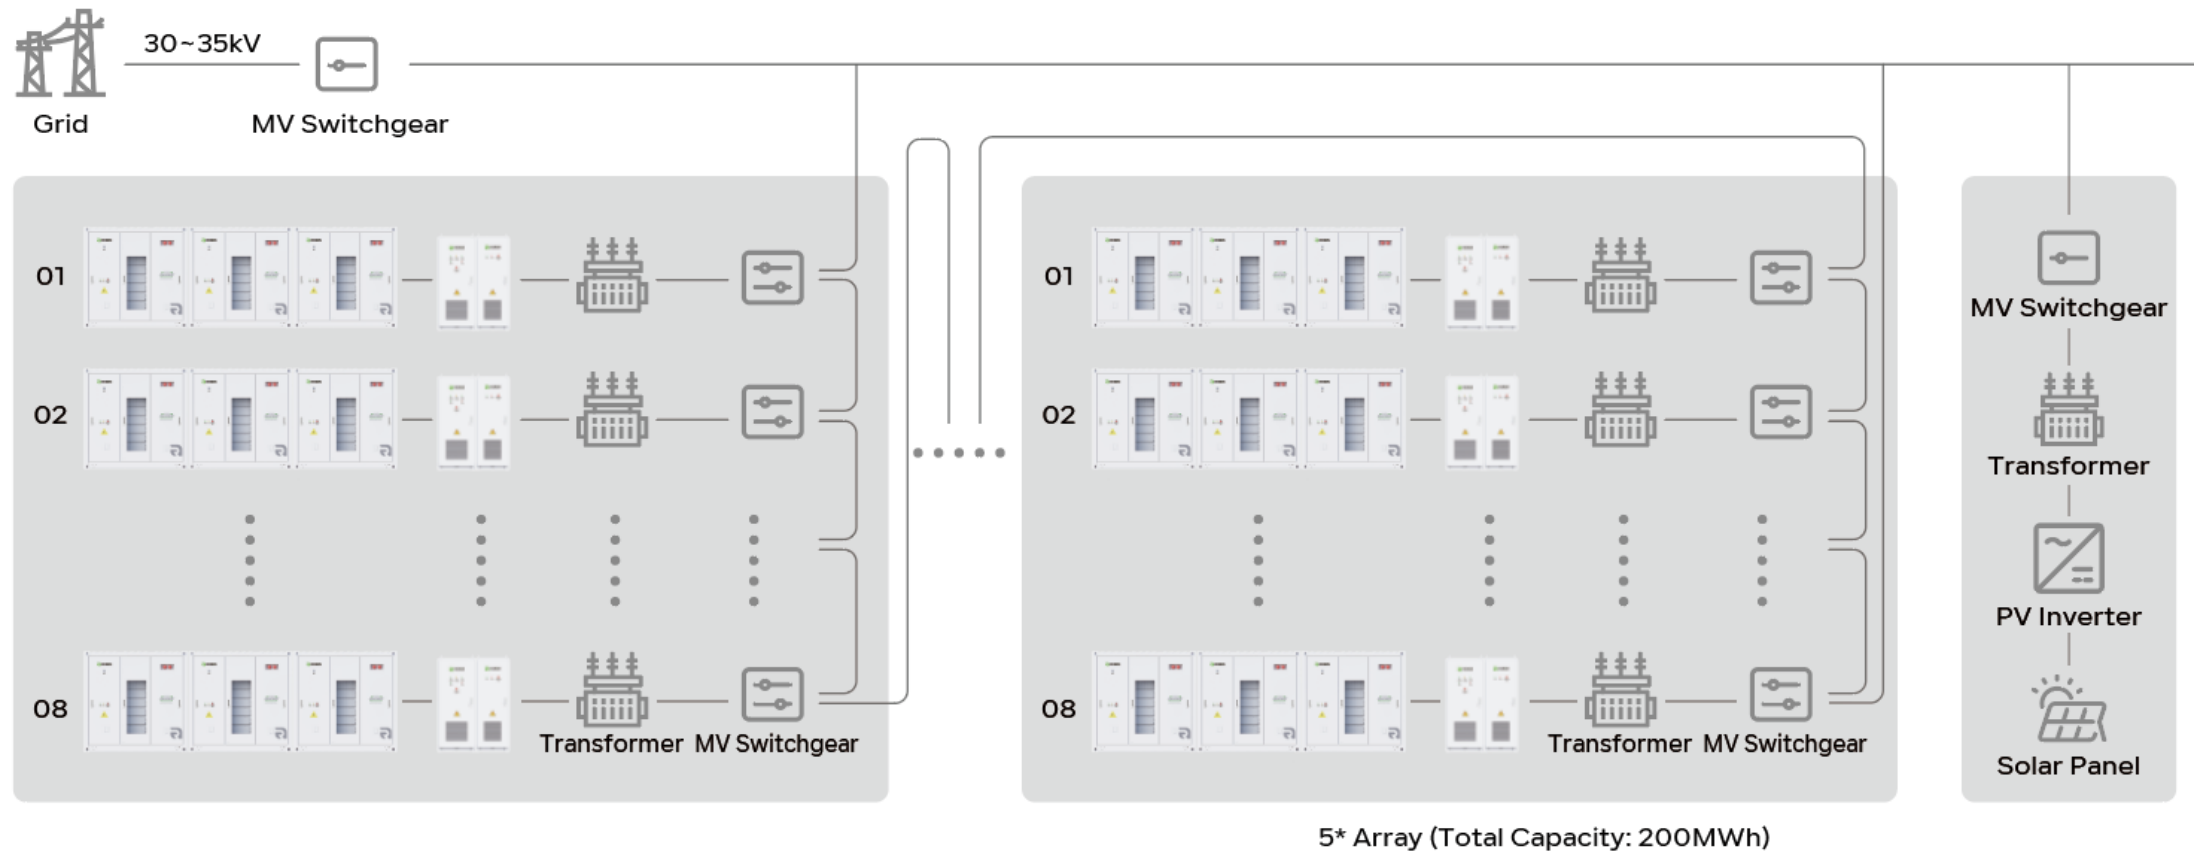 30~35kV
Grid
MV Switchgear
01
02
08
Transformer
MV Switchgear
01
02
08
Transformer
MV Switchgear
MV Switchgear
Transformer
PV Inverter
Solar Panel
5* Array (Total Capacity: 200MWh)